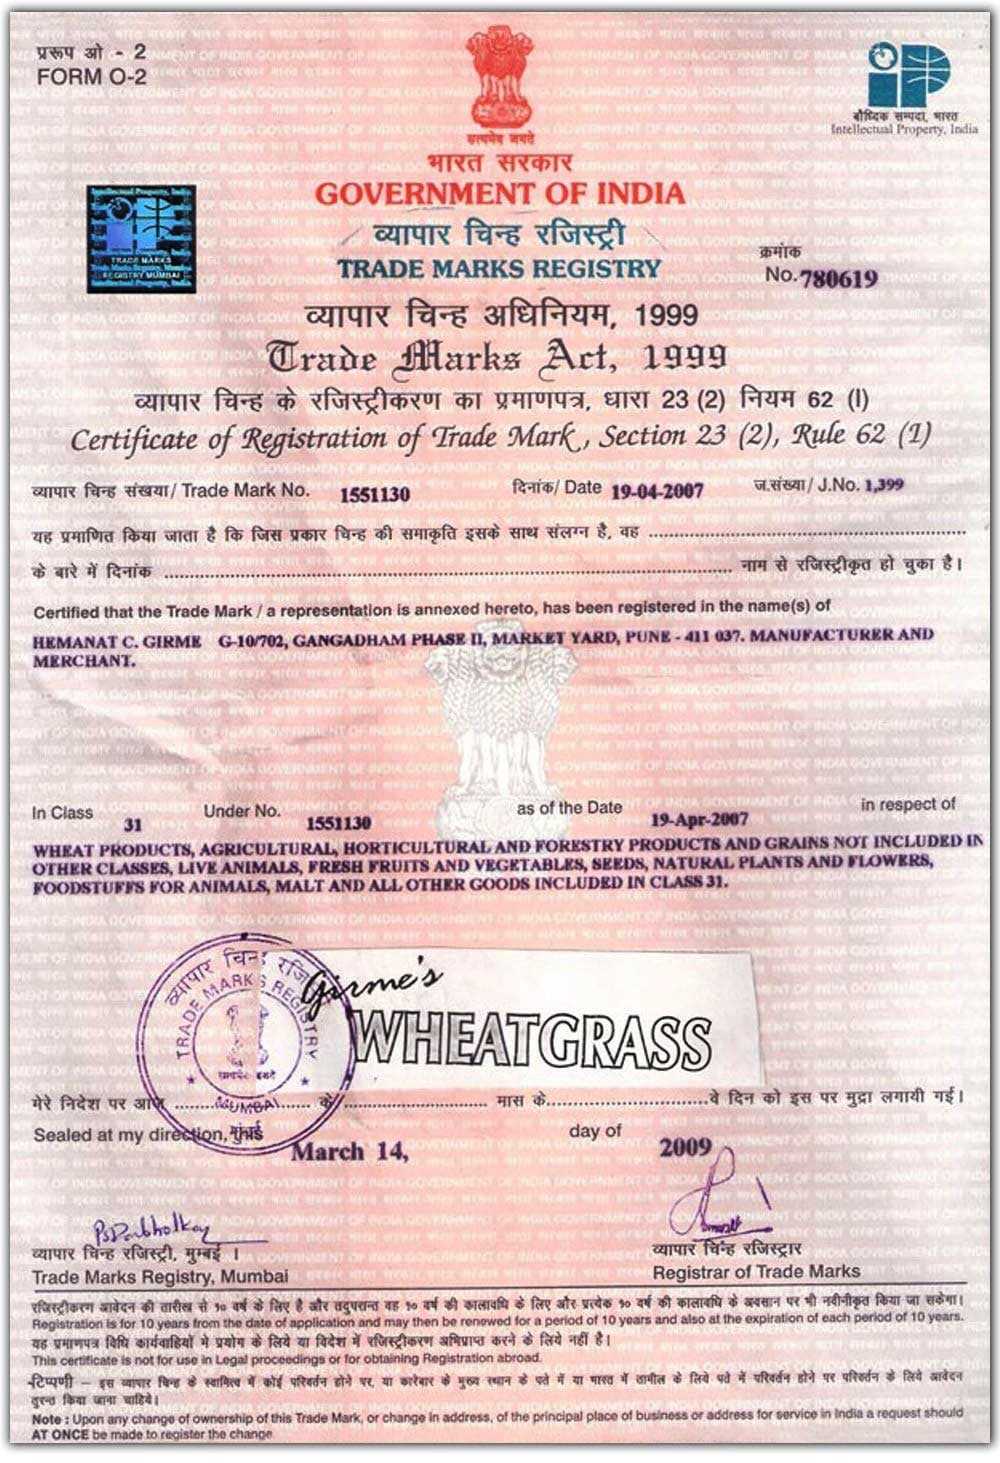 प्ररूप ओ - 2
FORM O-2
बौध्दिक सम्पदा, भारत
Intellectual Property, India
सत्यमेव जयते
भारत सरकार
GOVERNMENT OF INDIA
व्यापार चिन्ह रजिस्ट्री
TRADE MARKS REGISTRY
क्रमांक
No. 780619
व्यापार चिन्ह अधिनियम, 1999
Trade Marks Act, 1999
व्यापार चिन्ह के रजिस्ट्रीकरण का प्रमाणपत्र, धारा 23 (2) नियम 62 (I)
Certificate of Registration of Trade Mark, Section 23 (2), Rule 62 (1)
व्यापार चिन्ह संखया/ Trade Mark No. 1551130 दिनांक/ Date 19-04-2007 ज.संख्या/ J.No. 1,399
यह प्रमाणित किया जाता है कि जिस प्रकार चिन्ह की समाकृति इसके साथ संलग्न है, वह
के बारे में दिनांक नाम से रजिस्ट्रीकृत हो चुका है।
Certified that the Trade Mark / a representation is annexed hereto, has been registered in the name(s) of
HEMANAT C. GIRME G-10/702, GANGADHAM PHASE II, MARKET YARD, PUNE - 411 037. MANUFACTURER AND
MERCHANT.
In Class 31 Under No. 1551130 as of the Date 19-Apr-2007 in respect of
WHEAT PRODUCTS, AGRICULTURAL, HORTICULTURAL AND FORESTRY PRODUCTS AND GRAINS NOT INCLUDED IN
OTHER CLASSES, LIVE ANIMALS, FRESH FRUITS AND VEGETABLES, SEEDS, NATURAL PLANTS AND FLOWERS,
FOODSTUFFS FOR ANIMALS, MALT AND ALL OTHER GOODS INCLUDED IN CLASS 31.
व्यापार चिन्ह रजिस्ट्री
TRADE MARKS REGISTRY
MUMBAI
मुंबई
Girme's
WHEATGRASS
मेरे निदेश पर आज के मास के वे दिन को इस पर मुद्रा लगायी गई।
Sealed at my direction, this March 14, day of 2009
व्यापार चिन्ह रजिस्ट्री, मुम्बई ।
Trade Marks Registry, Mumbai
व्यापार चिन्ह रजिस्ट्रार
Registrar of Trade Marks
रजिस्ट्रीकरण आवेदन की तारीख से १० वर्ष के लिए है और तदुपरान्त वह १० वर्ष की कालावधि के लिए और प्रत्येक १० वर्ष की कालावधि के अवसान पर भी नवीनीकृत किया जा सकेगा।
Registration is for 10 years from the date of application and may then be renewed for a period of 10 years and also at the expiration of each period of 10 years.
यह प्रमाणपत्र विधि कार्यवाहियों मे प्रयोग के लिये या विदेश में रजिस्ट्रीकरण अभिप्राप्त करने के लिये नहीं है।
This certificate is not for use in Legal proceedings or for obtaining Registration abroad.
टिप्पणी – इस व्यापार चिन्ह के स्वामित्व में कोई परिवर्तन होने पर, या कारेबार के मुख्य स्थान के पते में या भारत में तामील के लिये पते में परिवर्तन होने पर परिवर्तन के लिये आवेदन
तुरन्त किया जाना चाहिये।
Note : Upon any change of ownership of this Trade Mark, or change in address, of the principal place of business or address for service in India a request should
AT ONCE be made to register the change